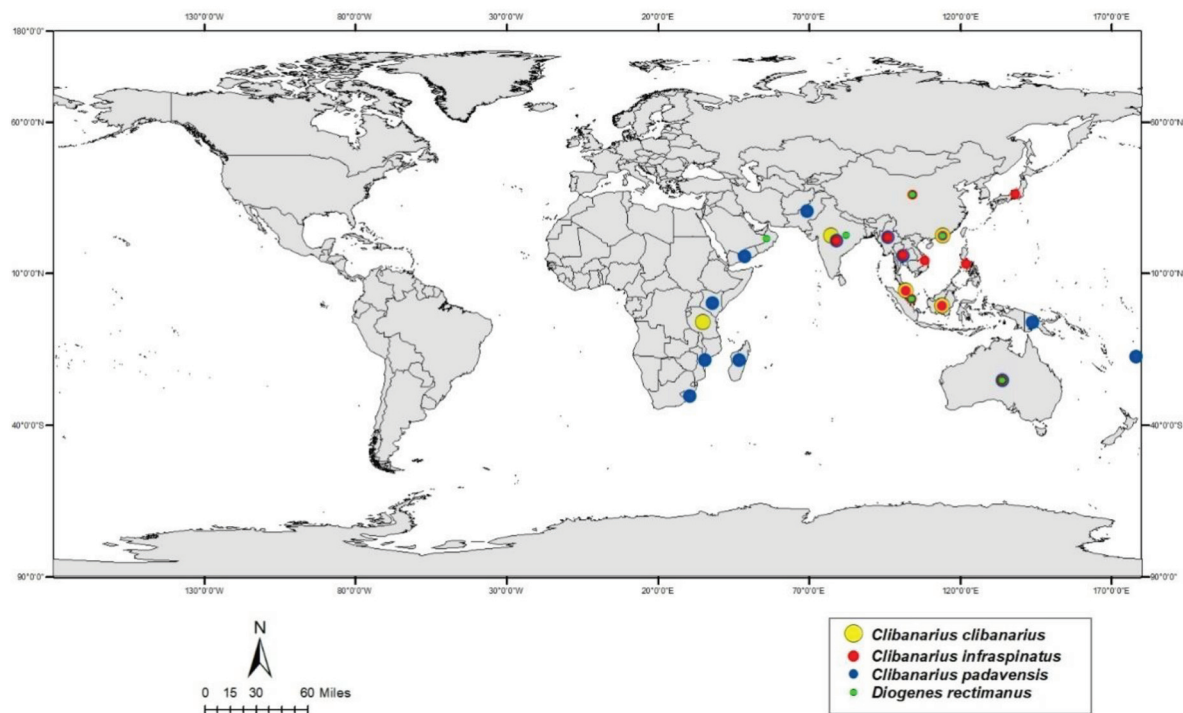 130°0'0"W 80°0'0"W 30°0'0"W 20°0'0"E 70°0'0"E 120°0'0"E 170°0'0"E
180°0'0"
60°0'0"N 60°0'0"N
10°0'0"N 10°0'0"N
40°0'0"S 40°0'0"S
90°0'0" 90°0'0"
130°0'0"W 80°0'0"W 30°0'0"W 20°0'0"E 70°0'0"E 120°0'0"E 170°0'0"E
N
0 15 30 60 Miles
Clibanarius clibanarius
Clibanarius infraspinatus
Clibanarius padavensis
Diogenes rectimanus